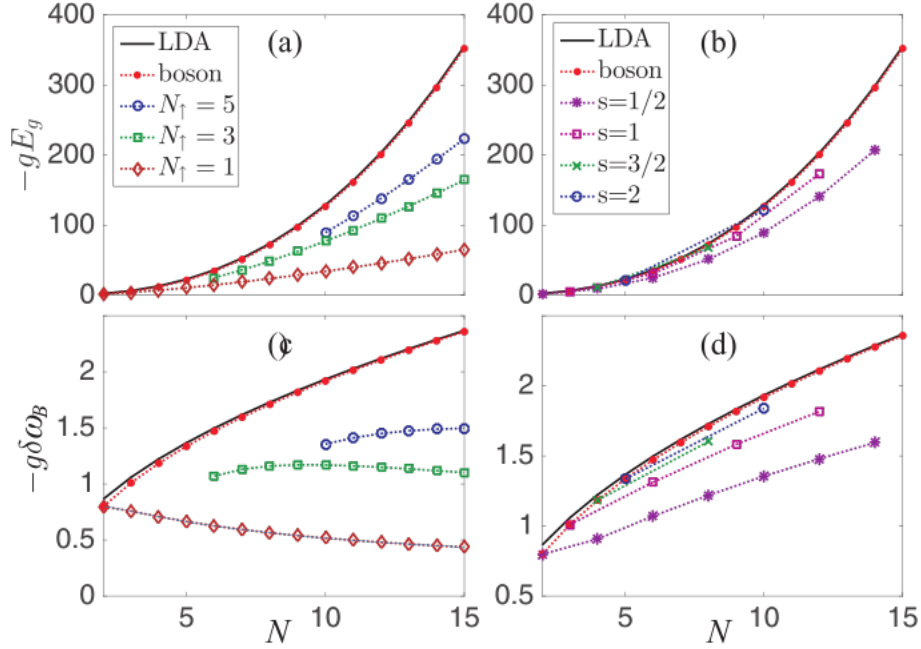 (a)
(b)
400
300
200
100
0
−gE_g
LDA
boson
N↑ = 5
N↑ = 3
N↑ = 1
400
300
200
100
0
LDA
boson
s=1/2
s=1
s=3/2
s=2
(c)
(d)
2
1.5
1
0.5
0
−gδω_B
5
10
15
N
2
1.5
1
0.5
5
10
15
N